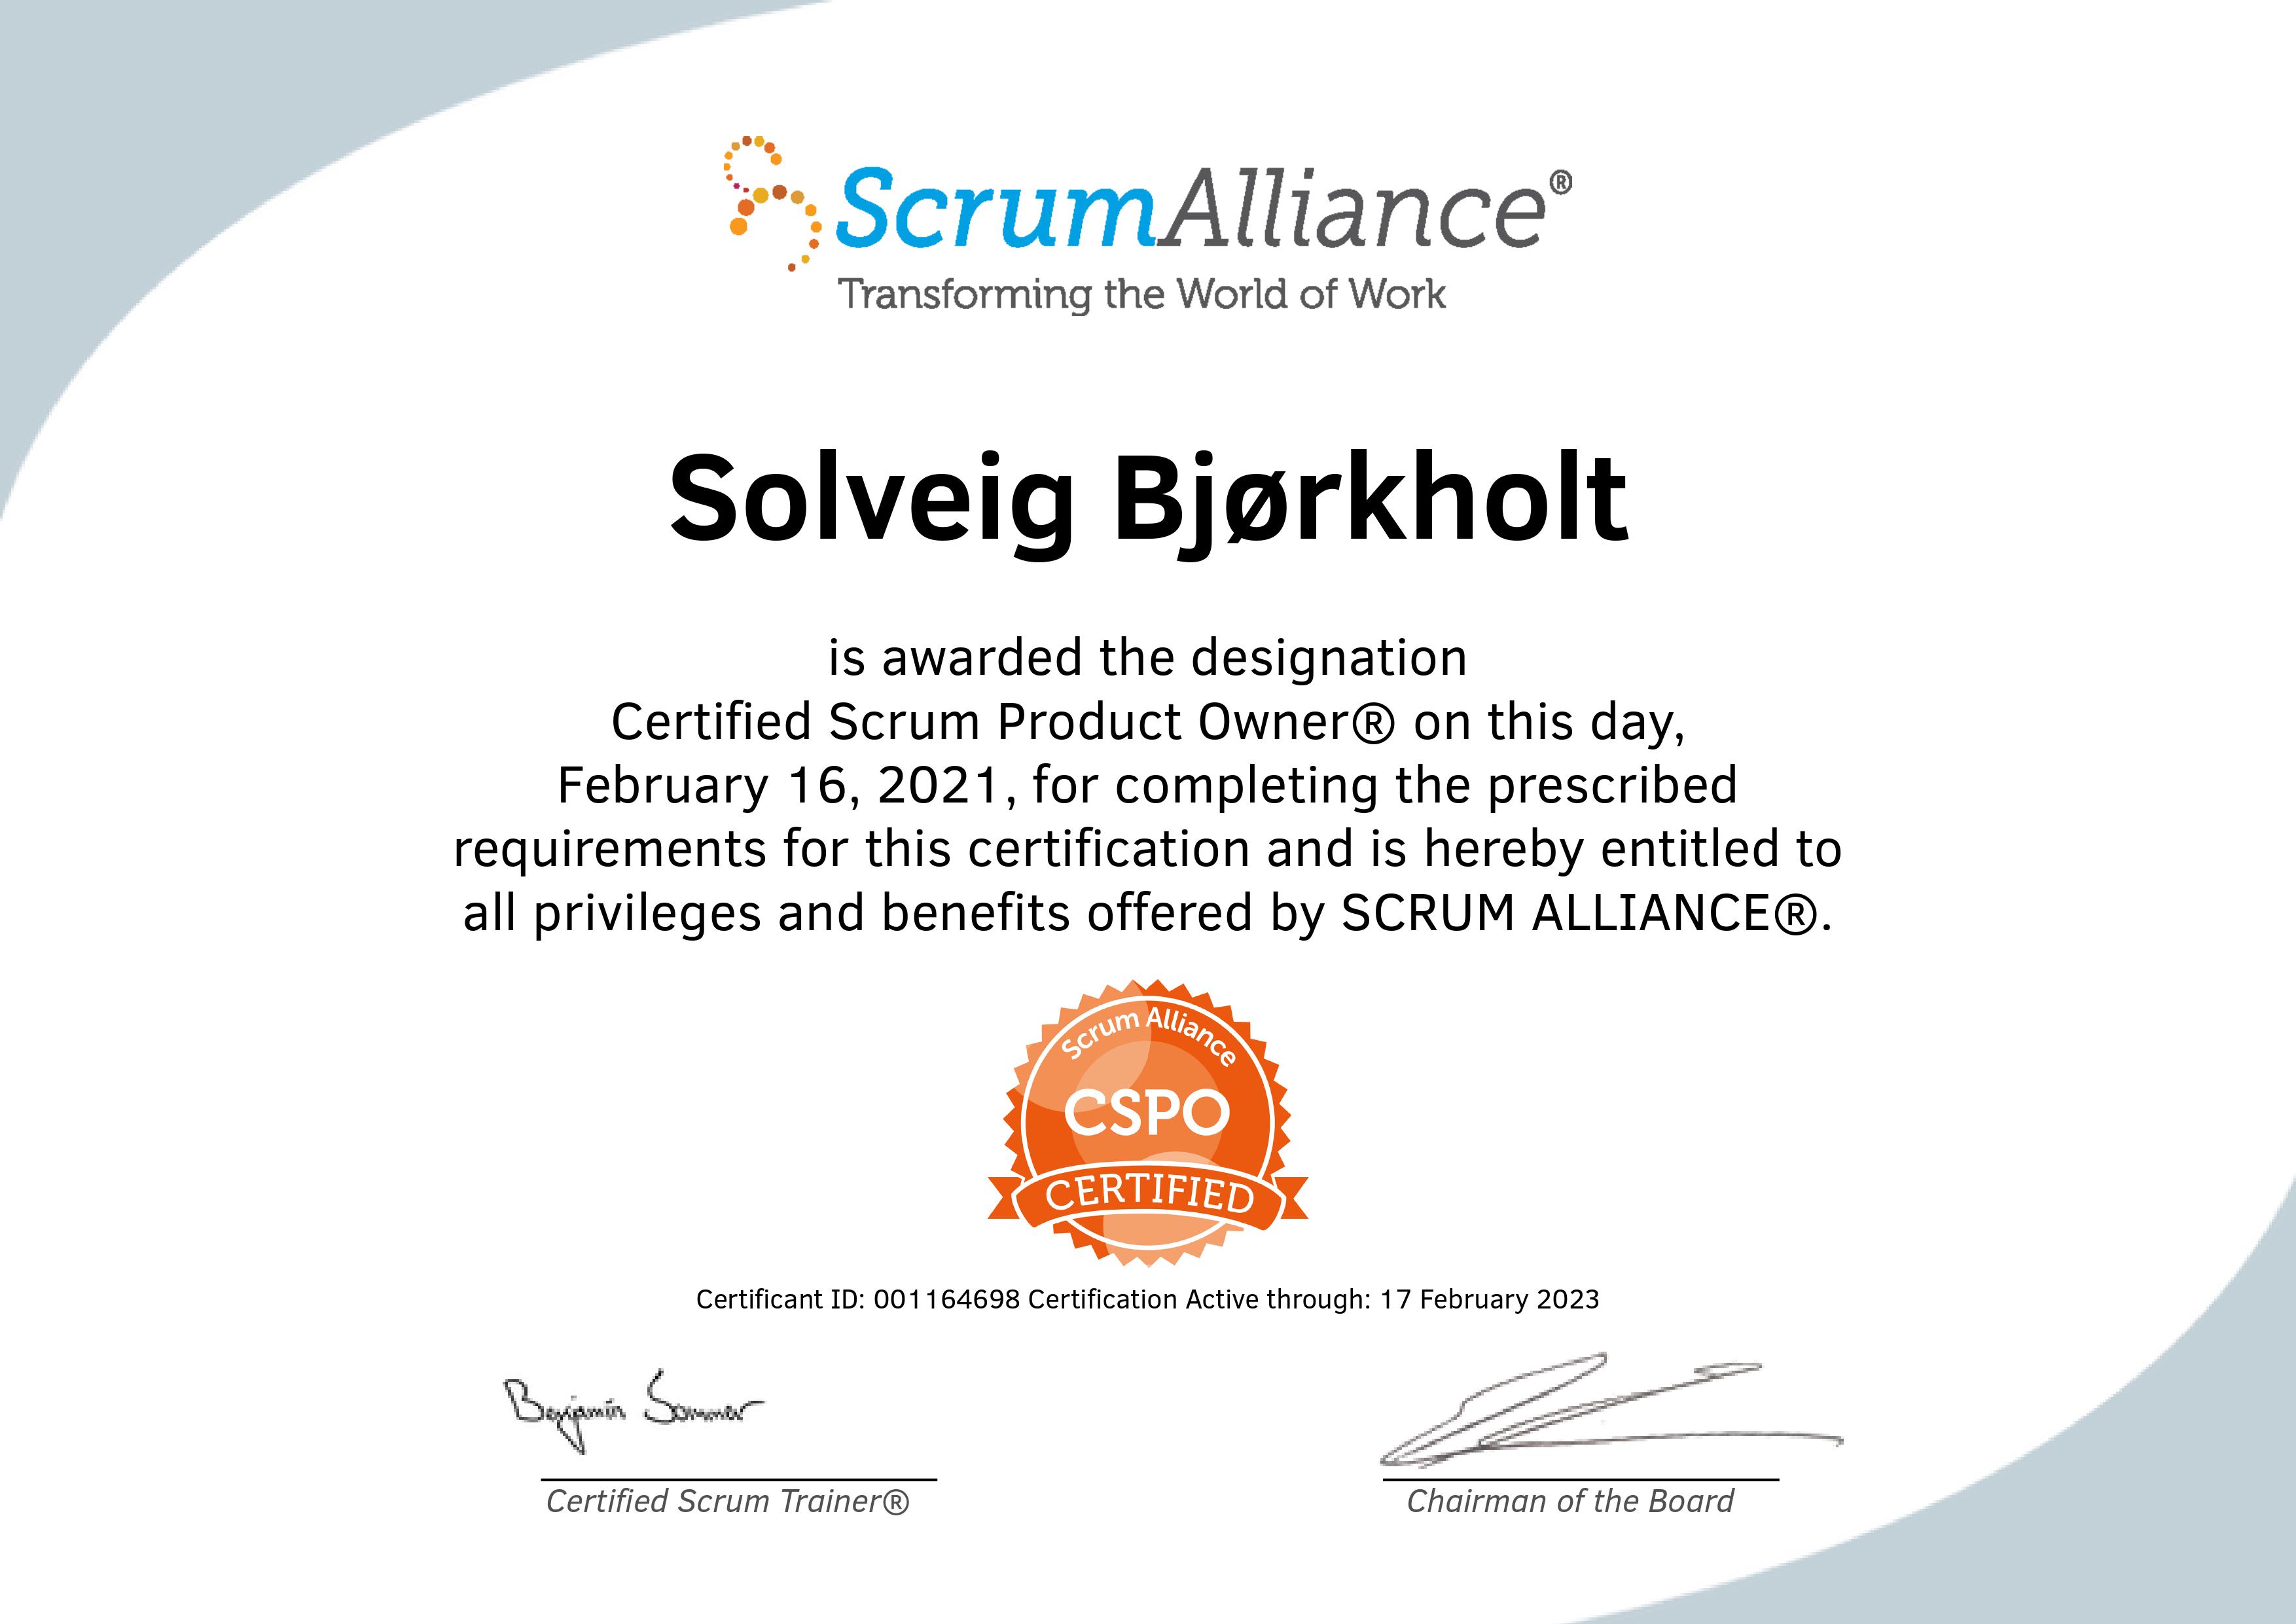 ScrumAlliance®
Transforming the World of Work
Solveig Bjørkholt
is awarded the designation
Certified Scrum Product Owner® on this day,
February 16, 2021, for completing the prescribed
requirements for this certification and is hereby entitled to
all privileges and benefits offered by SCRUM ALLIANCE®.
Scrum Alliance
CSPO
CERTIFIED
Certificant ID: 001164698 Certification Active through: 17 February 2023
Benjamin Sommer
Certified Scrum Trainer®
Chairman of the Board